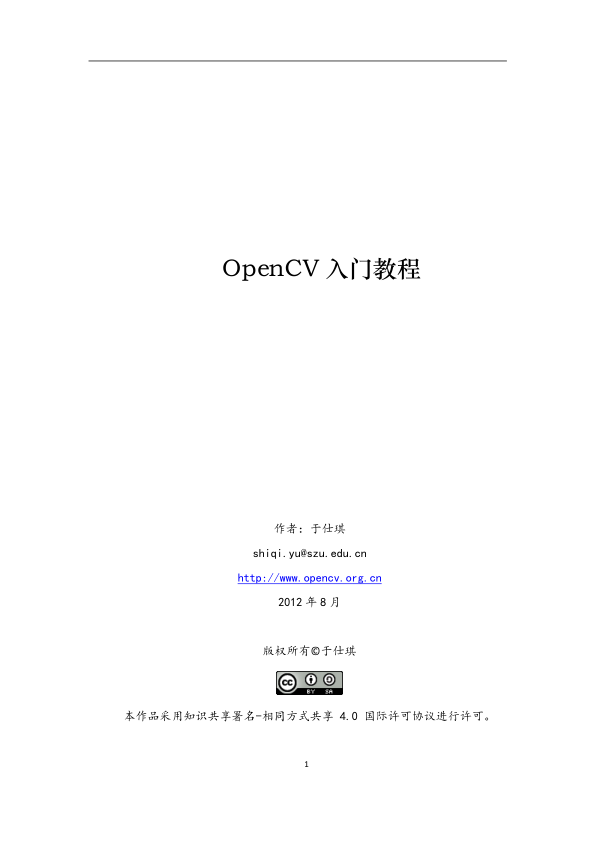 OpenCV 入门教程
作者：于仕琪
shiqi.yu@szu.edu.cn
http://www.opencv.org.cn
2012 年 8 月
版权所有©于仕琪
cc BY SA
本作品采用知识共享署名-相同方式共享 4.0 国际许可协议进行许可。
1